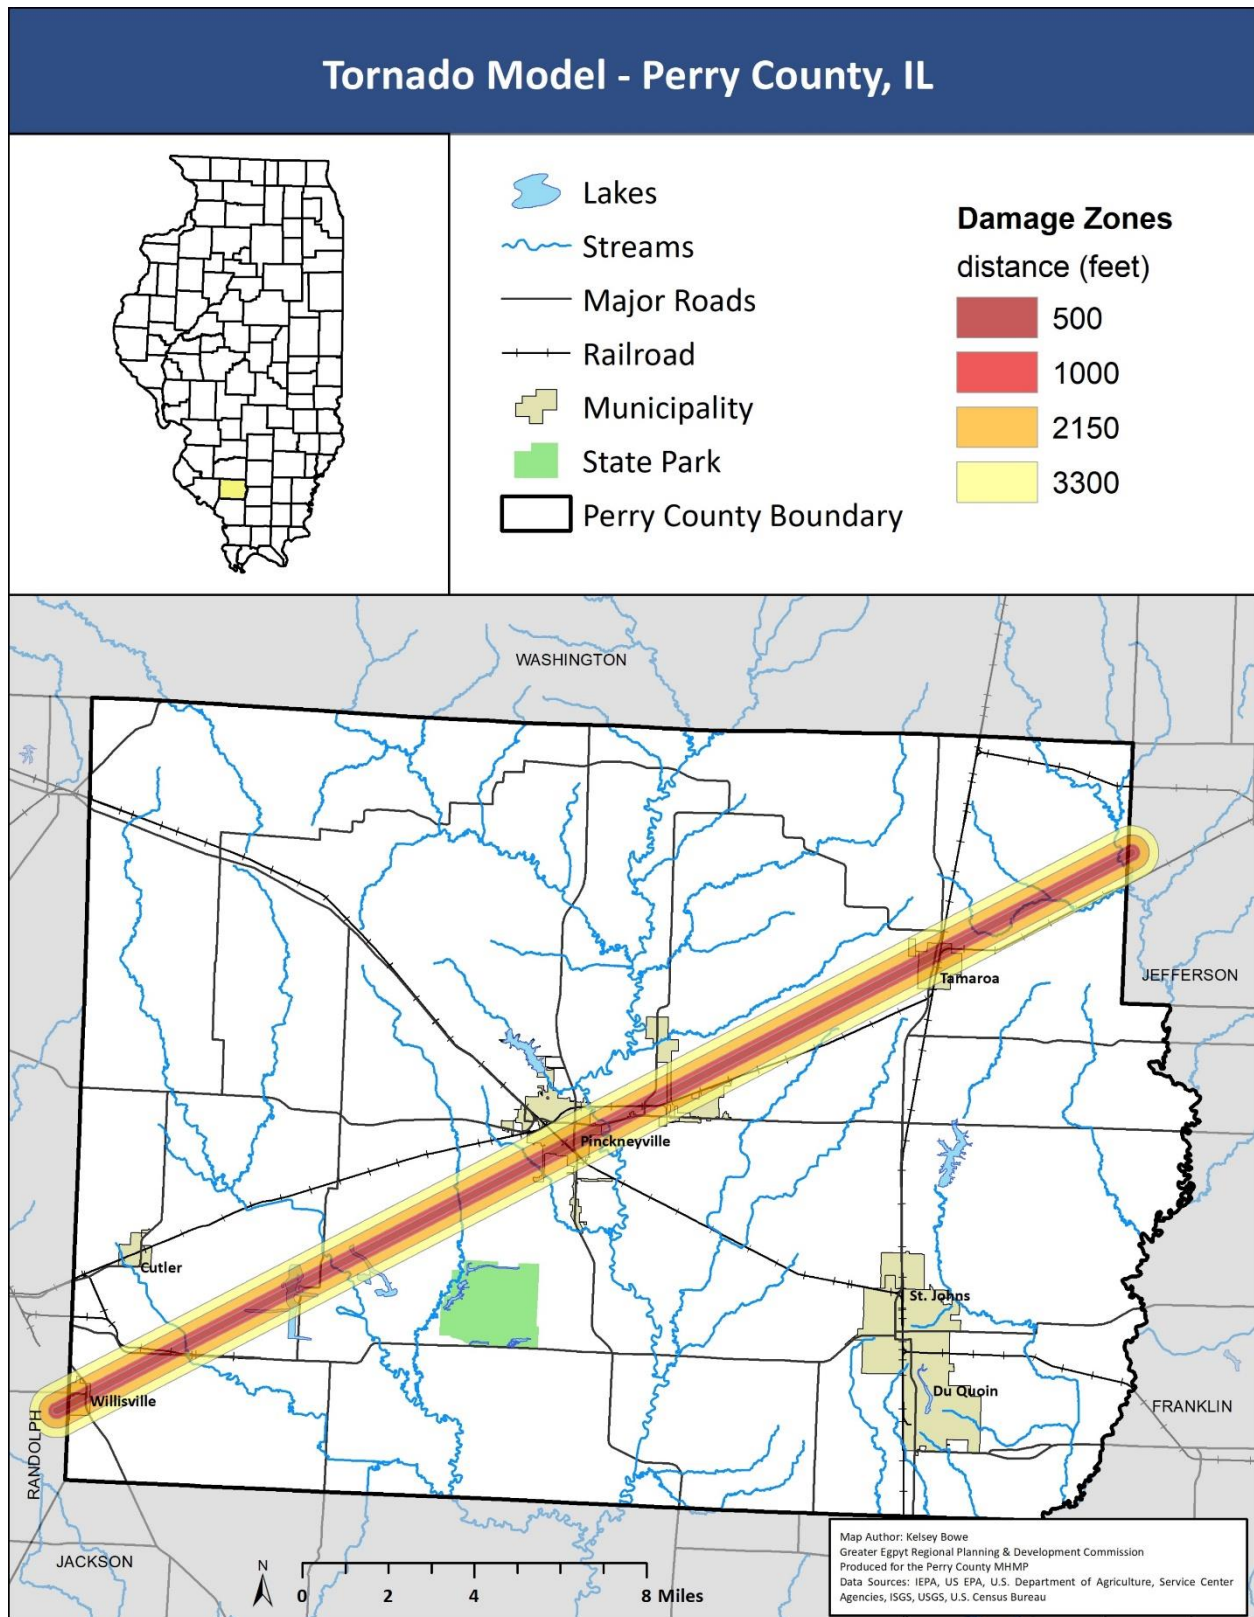 Tornado Model - Perry County, IL
Lakes
Streams
Major Roads
Railroad
Municipality
State Park
Perry County Boundary
Damage Zones
distance (feet)
500
1000
2150
3300
WASHINGTON
JEFFERSON
Tamaroa
Pinckneyville
Cutler
St. Johns
Du Quoin
Willisville
FRANKLIN
RANDOLPH
JACKSON
N
0 2 4 8 Miles
Map Author: Kelsey Bowe
Greater Egpyt Regional Planning & Development Commission
Produced for the Perry County MHMP
Data Sources: IEPA, US EPA, U.S. Department of Agriculture, Service Center
Agencies, ISGS, USGS, U.S. Census Bureau